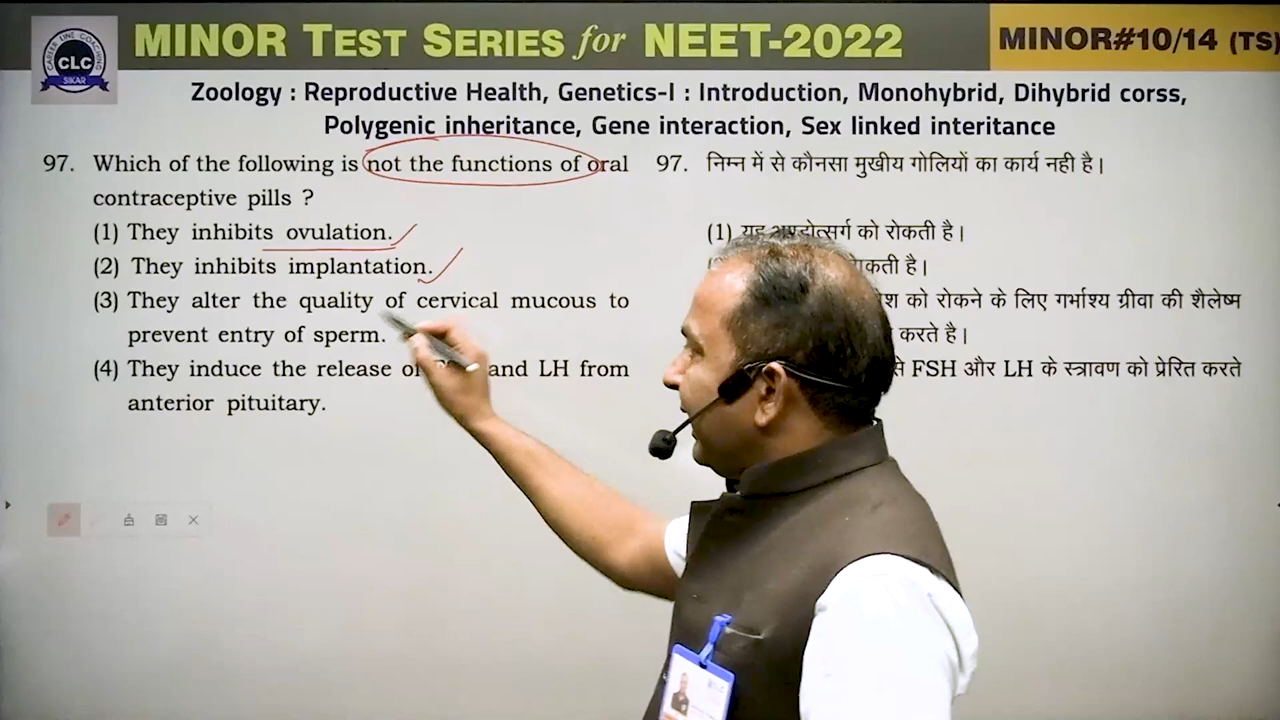 CAREER LINE COACHING
CLC
SIKAR
MINOR TEST SERIES for NEET-2022
MINOR#10/14 (TS)
Zoology : Reproductive Health, Genetics-I : Introduction, Monohybrid, Dihybrid corss,
Polygenic inheritance, Gene interaction, Sex linked interitance
97. Which of the following is not the functions of oral
contraceptive pills ?
(1) They inhibits ovulation.
(2) They inhibits implantation.
(3) They alter the quality of cervical mucous to
prevent entry of sperm.
(4) They induce the release of and LH from
anterior pituitary.
97. निम्न में से कौनसा मुखीय गोलियों का कार्य नही है।
(1) यह अण्डोत्सर्ग को रोकती है।
है।
को रोकने के लिए गर्भाश्य ग्रीवा की शैलेष्म
करते है।
से FSH और LH के स्त्रावण को प्रेरित करते